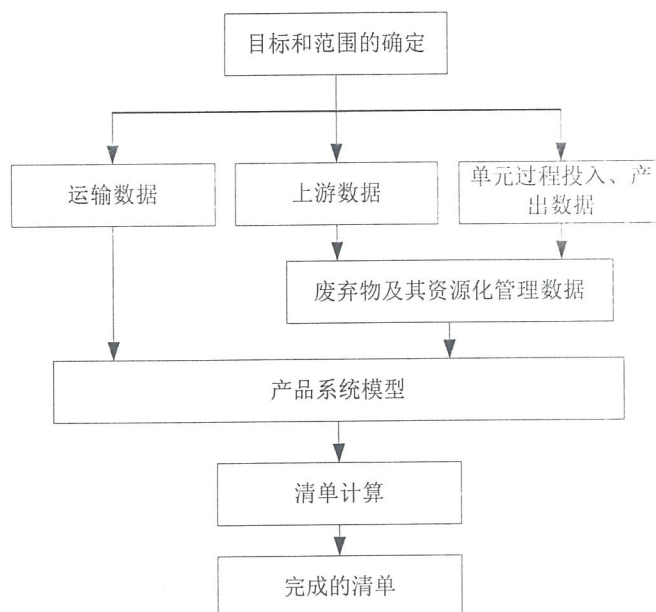 目标和范围的确定
运输数据
上游数据
单元过程投入、产
出数据
废弃物及其资源化管理数据
产品系统模型
清单计算
完成的清单